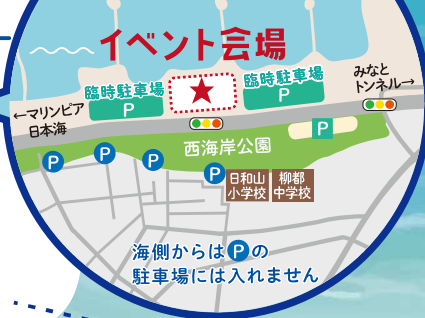 イベント会場
臨時駐車場
P
臨時駐車場
P
みなと
トンネル→
←マリンピア
日本海
P
西海岸公園
P
P
P
P
日和山
小学校
柳都
中学校
海側からはPの
駐車場には入れません